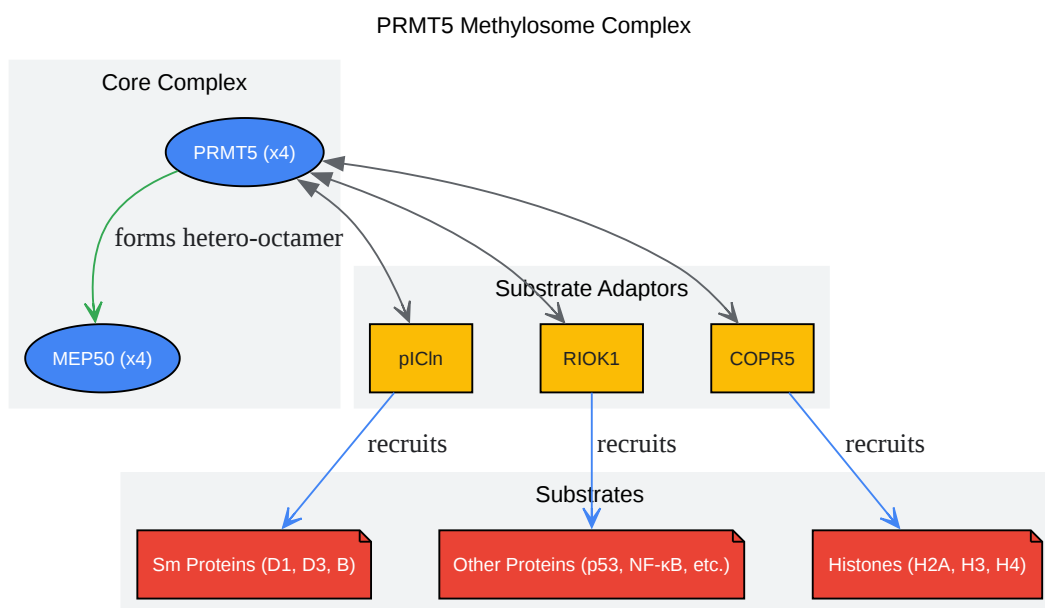 PRMT5 Methylosome Complex
Core Complex
PRMT5 (x4)
forms hetero-octamer
MEP50 (x4)
Substrate Adaptors
pICln
RIOK1
COPR5
recruits
recruits
recruits
Substrates
Sm Proteins (D1, D3, B)
Other Proteins (p53, NF-κB, etc.)
Histones (H2A, H3, H4)